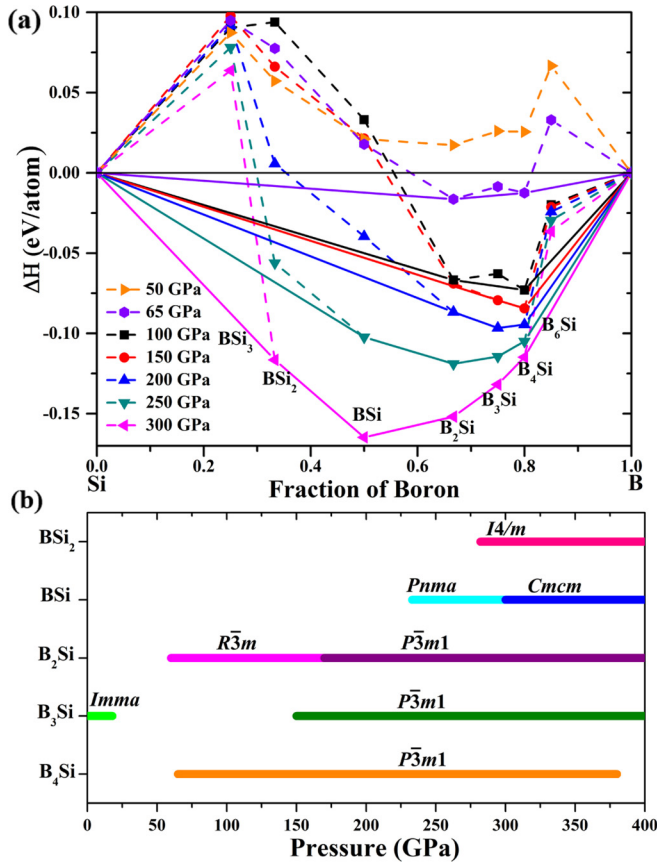 (a)
0.10
0.05
0.00
-0.05
-0.10
-0.15
ΔH (eV/atom)
50 GPa
65 GPa
100 GPa
150 GPa
200 GPa
250 GPa
300 GPa
BSi₃
BSi₂
BSi
B₂Si
B₃Si
B₄Si
B₆Si
0.0 0.2 0.4 0.6 0.8 1.0
Si Fraction of Boron B
(b)
BSi₂ I4/m
BSi Pnma Cmcm
B₂Si R3̅m P3̅m1
B₃Si Imma P3̅m1
B₄Si P3̅m1
0 50 100 150 200 250 300 350 400
Pressure (GPa)